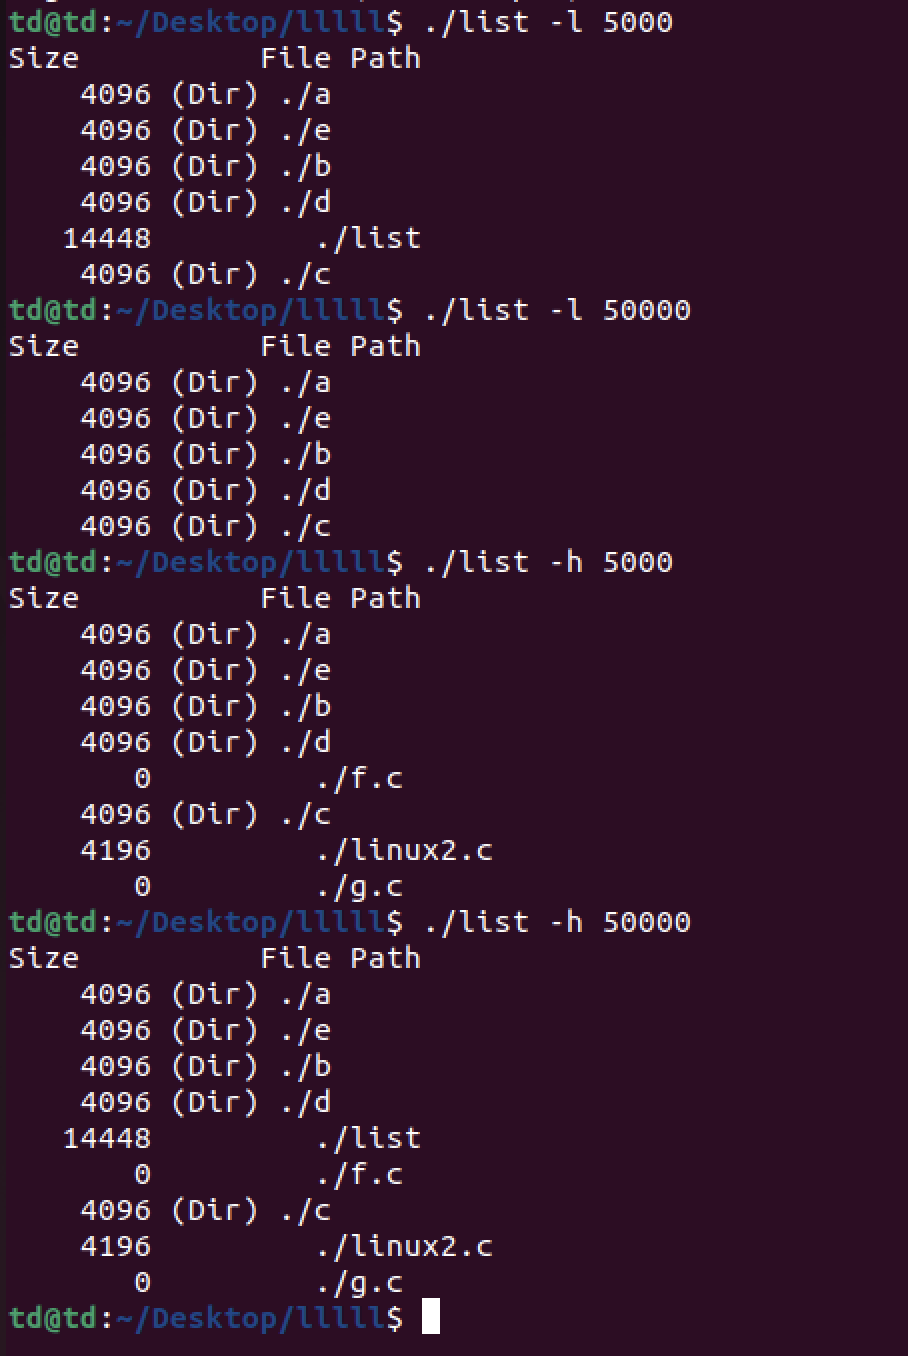 td@td:~/Desktop/lllll$ ./list -l 5000
Size          File Path
    4096 (Dir) ./a
    4096 (Dir) ./e
    4096 (Dir) ./b
    4096 (Dir) ./d
   14448         ./list
    4096 (Dir) ./c
td@td:~/Desktop/lllll$ ./list -l 50000
Size          File Path
    4096 (Dir) ./a
    4096 (Dir) ./e
    4096 (Dir) ./b
    4096 (Dir) ./d
    4096 (Dir) ./c
td@td:~/Desktop/lllll$ ./list -h 5000
Size          File Path
    4096 (Dir) ./a
    4096 (Dir) ./e
    4096 (Dir) ./b
    4096 (Dir) ./d
       0         ./f.c
    4096 (Dir) ./c
    4196         ./linux2.c
       0         ./g.c
td@td:~/Desktop/lllll$ ./list -h 50000
Size          File Path
    4096 (Dir) ./a
    4096 (Dir) ./e
    4096 (Dir) ./b
    4096 (Dir) ./d
   14448         ./list
       0         ./f.c
    4096 (Dir) ./c
    4196         ./linux2.c
       0         ./g.c
td@td:~/Desktop/lllll$